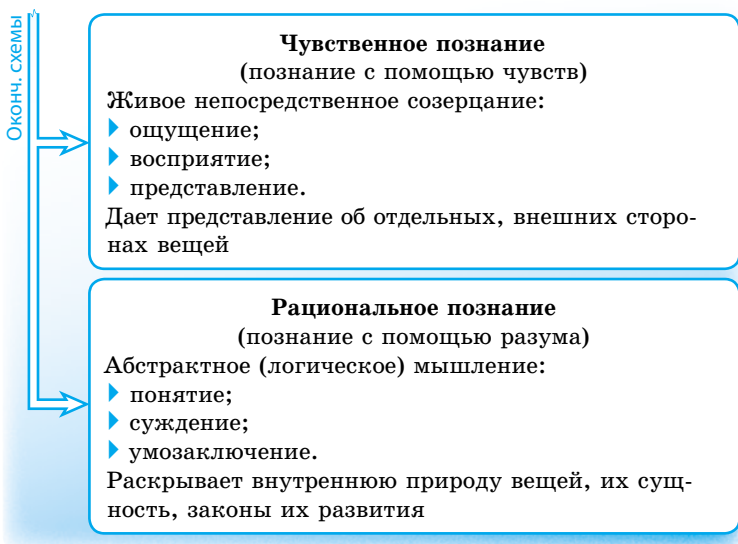 Оконч. схемы
Чувственное познание
(познание с помощью чувств)
Живое непосредственное созерцание:
ощущение;
восприятие;
представление.
Дает представление об отдельных, внешних сторо-
нах вещей
Рациональное познание
(познание с помощью разума)
Абстрактное (логическое) мышление:
понятие;
суждение;
умозаключение.
Раскрывает внутреннюю природу вещей, их сущ-
ность, законы их развития